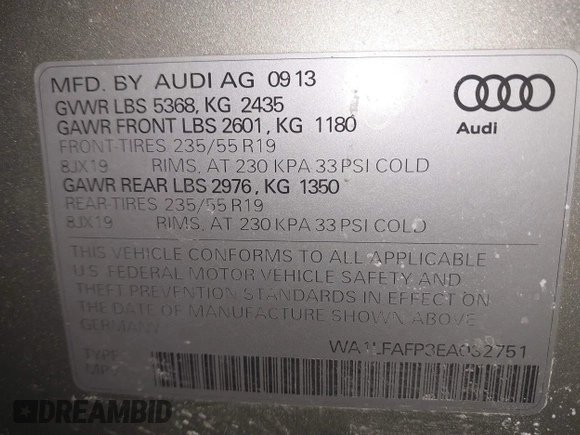 MFD. BY AUDI AG 0913
GVWR LBS 5368, KG 2435
GAWR FRONT LBS 2601, KG 1180
FRONT-TIRES 235/55 R19
8JX19 RIMS, AT 230 KPA 33 PSI COLD
GAWR REAR LBS 2976, KG 1350
REAR-TIRES 235/55 R19
8JX19 RIMS, AT 230 KPA 33 PSI COLD
Audi
THIS VEHICLE CONFORMS TO ALL APPLICABLE
U.S. FEDERAL MOTOR VEHICLE SAFETY AND
THEFT PREVENTION STANDARDS IN EFFECT ON
THE DATE OF MANUFACTURE SHOWN ABOVE
GERMANY
TYPE WA1LFAFP3EA032751
DREAMBID